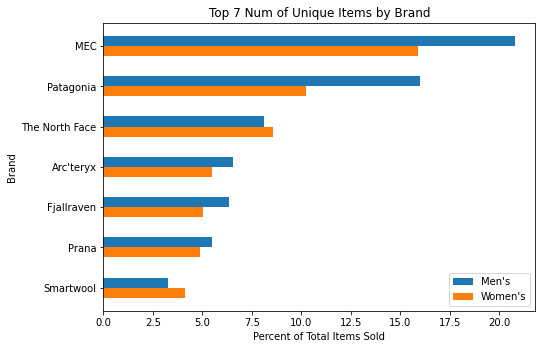 Top 7 Num of Unique Items by Brand
Brand
MEC
Patagonia
The North Face
Arc'teryx
Fjallraven
Prana
Smartwool
Men's
Women's
0.0 2.5 5.0 7.5 10.0 12.5 15.0 17.5 20.0
Percent of Total Items Sold